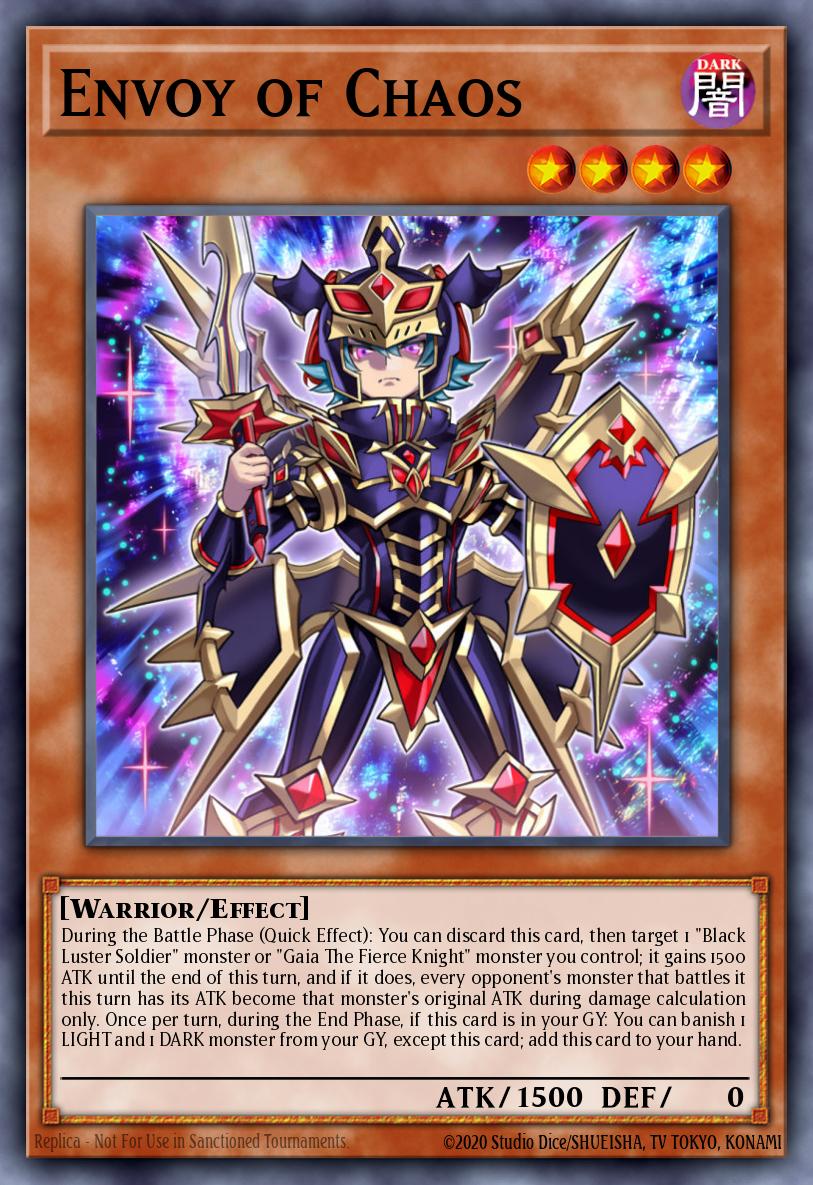 Envoy of Chaos
DARK
闇
[Warrior/Effect]
During the Battle Phase (Quick Effect): You can discard this card, then target 1 "Black
Luster Soldier" monster or "Gaia The Fierce Knight" monster you control; it gains 1500
ATK until the end of this turn, and if it does, every opponent's monster that battles it
this turn has its ATK become that monster's original ATK during damage calculation
only. Once per turn, during the End Phase, if this card is in your GY: You can banish 1
LIGHT and 1 DARK monster from your GY, except this card; add this card to your hand.
ATK/1500 DEF/ 0
Replica - Not For Use in Sanctioned Tournaments.
©2020 Studio Dice/SHUEISHA, TV TOKYO, KONAMI